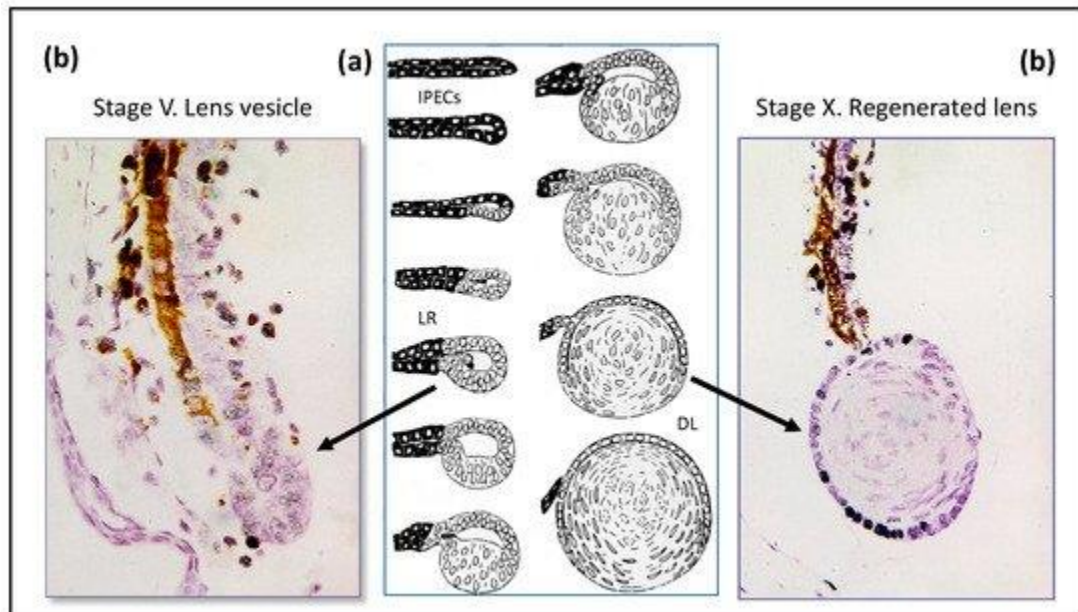 (b)
Stage V. Lens vesicle
(a)
IPECs
LR
DL
(b)
Stage X. Regenerated lens